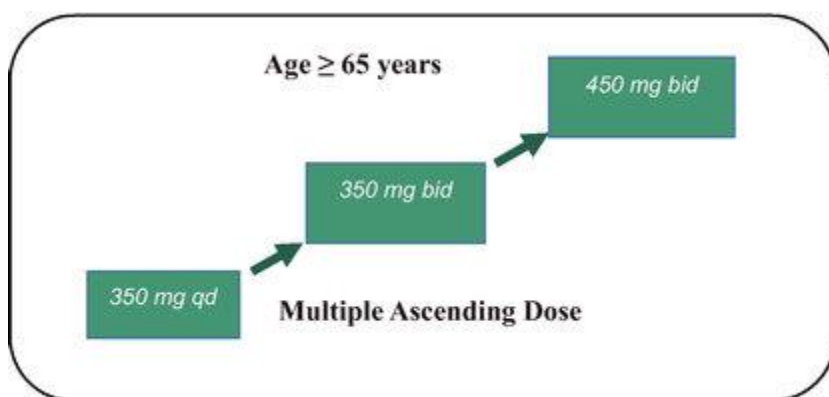 Age ≥ 65 years
450 mg bid
350 mg bid
350 mg qd
Multiple Ascending Dose